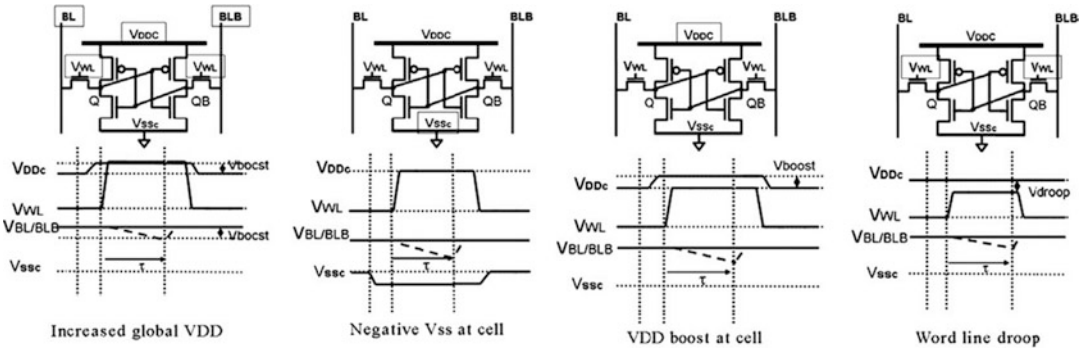 BL BLB
VDDC
VWL VWL
Q QB
VSSc
VDDc Vbocst
VWL
VBL/BLB Vbocst
VSSc τ
Increased global VDD
BL BLB
VDDC
VWL VWL
Q QB
VSSc
VDDc
VWL
VBL/BLB
τ
VSSc
Negative Vss at cell
BL BLB
VDDC
VWL VWL
Q QB
VSSc
VDDc Vboost
VWL
VBL/BLB
τ
VSSc
VDD boost at cell
BL BLB
VDDC
VWL VWL
Q QB
VSSc
VDDc
Vdroop
VWL
VBL/BLB
VSSc τ
Word line droop